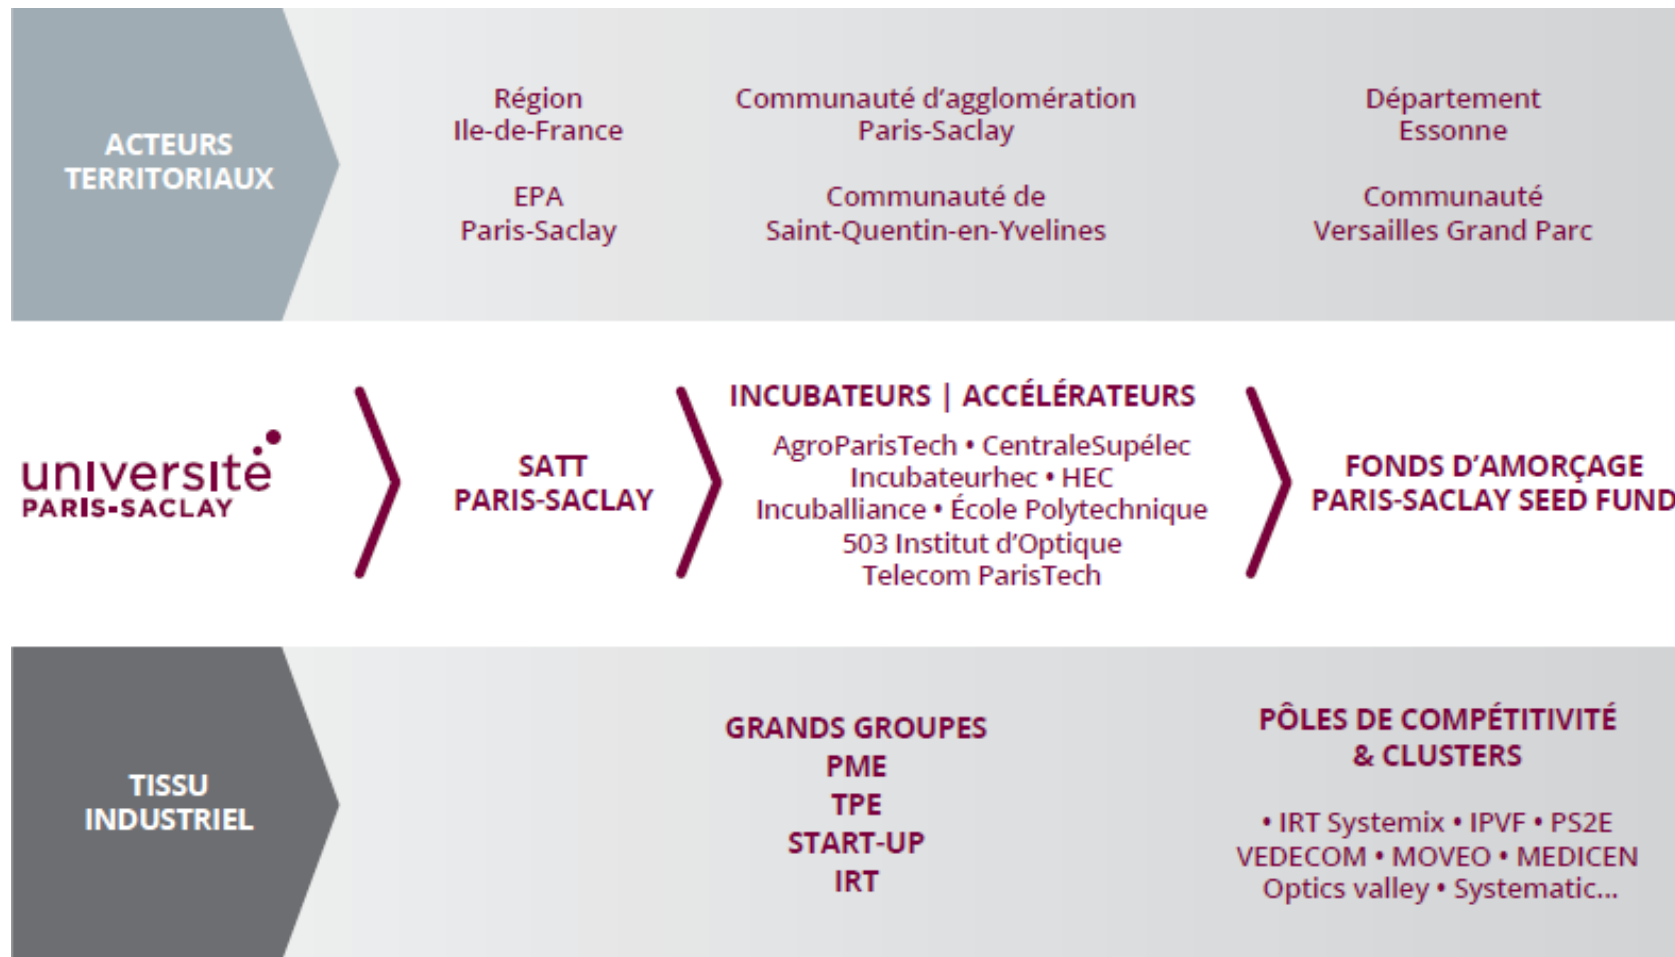 ACTEURS
TERRITORIAUX
Région
Ile-de-France
Communauté d'agglomération
Paris-Saclay
Département
Essonne
EPA
Paris-Saclay
Communauté de
Saint-Quentin-en-Yvelines
Communauté
Versailles Grand Parc
université
PARIS-SACLAY
SATT
PARIS-SACLAY
INCUBATEURS | ACCÉLÉRATEURS
AgroParisTech • CentraleSupélec
Incubateurhec • HEC
Incuballiance • École Polytechnique
503 Institut d'Optique
Telecom ParisTech
FONDS D'AMORÇAGE
PARIS-SACLAY SEED FUND
TISSU
INDUSTRIEL
GRANDS GROUPES
PME
TPE
START-UP
IRT
PÔLES DE COMPÉTITIVITÉ
& CLUSTERS
• IRT Systemix • IPVF • PS2E
VEDECOM • MOVEO • MEDICEN
Optics valley • Systematic...